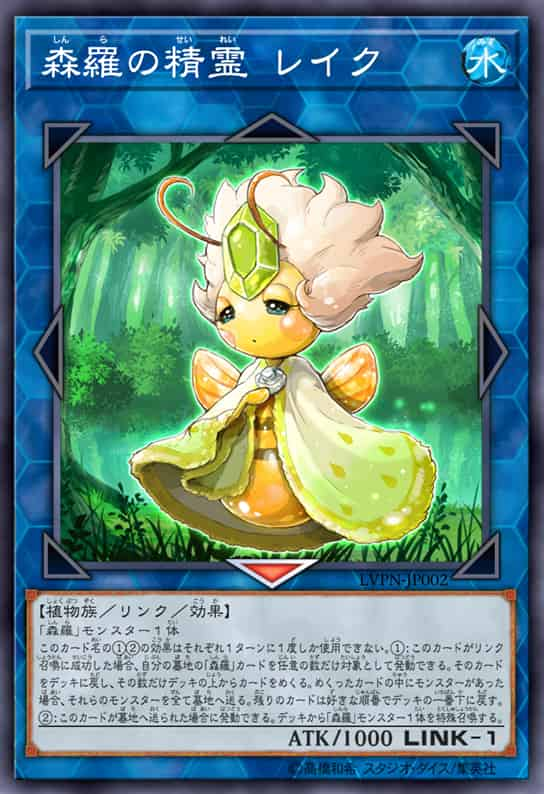 森羅の精霊 レイク
水
LVPN-JP002
【植物族／リンク／効果】
「森羅」モンスター１体
このカード名の①②の効果はそれぞれ１ターンに１度しか使用できない。①：このカードがリンク
召喚に成功した場合、自分の墓地の「森羅」カードを任意の数だけ対象として発動できる。そのカード
をデッキに戻し、その数だけデッキの上からカードをめくる。めくったカードの中にモンスターがあった
場合、それらのモンスターを全て墓地へ送る。残りのカードは好きな順番でデッキの一番下に戻す。
②：このカードが墓地へ送られた場合に発動できる。デッキから「森羅」モンスター１体を特殊召喚する。
ATK/1000 LINK-1
©高橋和希 スタジオ・ダイス/集英社